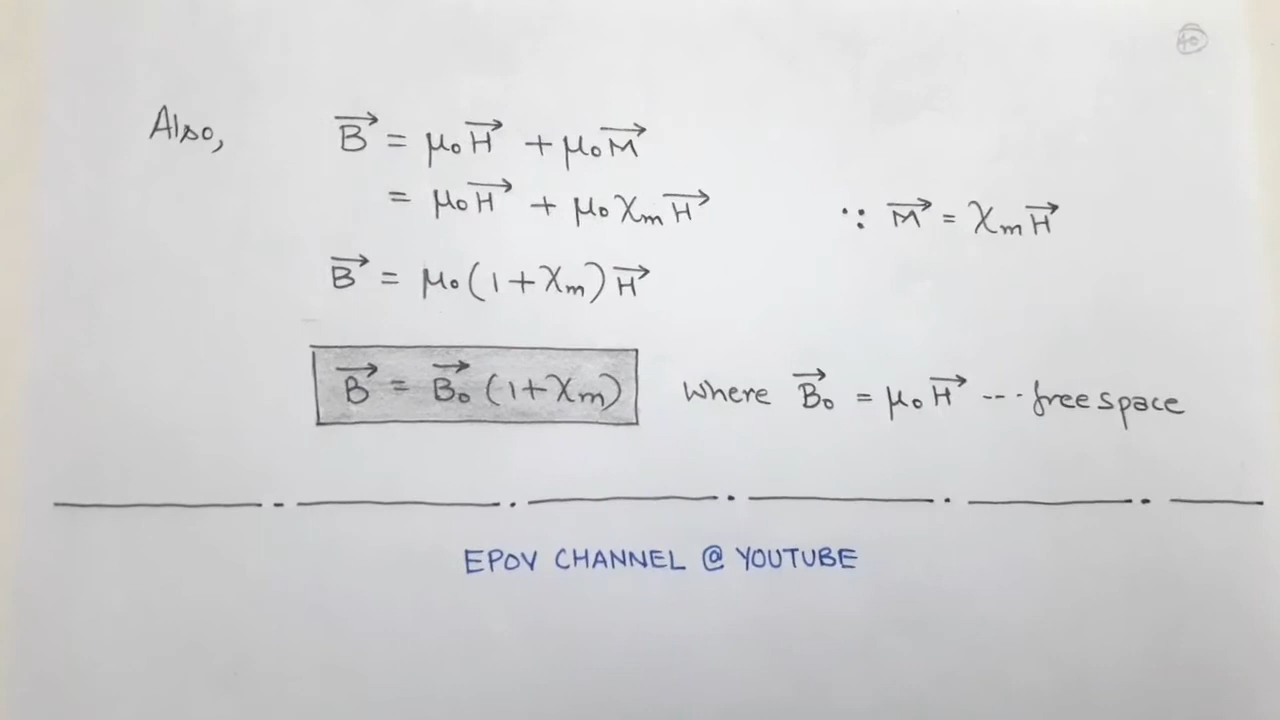 40
Also, B⃗ = μ₀H⃗ + μ₀M⃗
= μ₀H⃗ + μ₀χₘH⃗ ∵ M⃗ = χₘH⃗
B⃗ = μ₀(1+χₘ)H⃗
B⃗ = B⃗₀(1+χₘ) where B⃗₀ = μ₀H⃗ --- free space
EPOV CHANNEL @ YOUTUBE